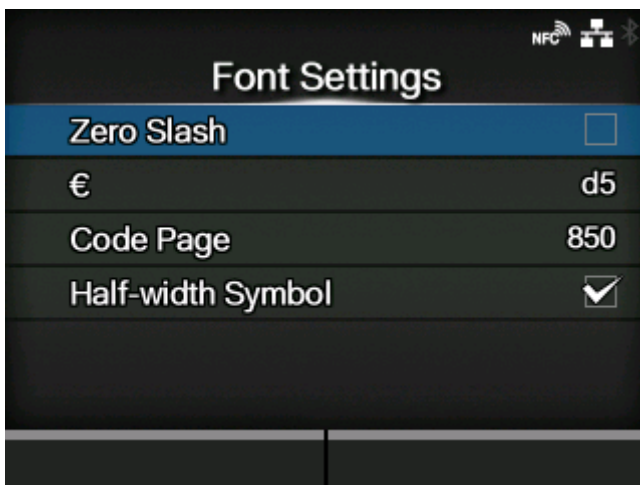 NFC
Font Settings
Zero Slash
€ d5
Code Page 850
Half-width Symbol